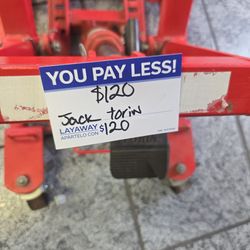 YOU PAY LESS!
$120
Jack torin
LAYAWAY $120
APARTELO CON